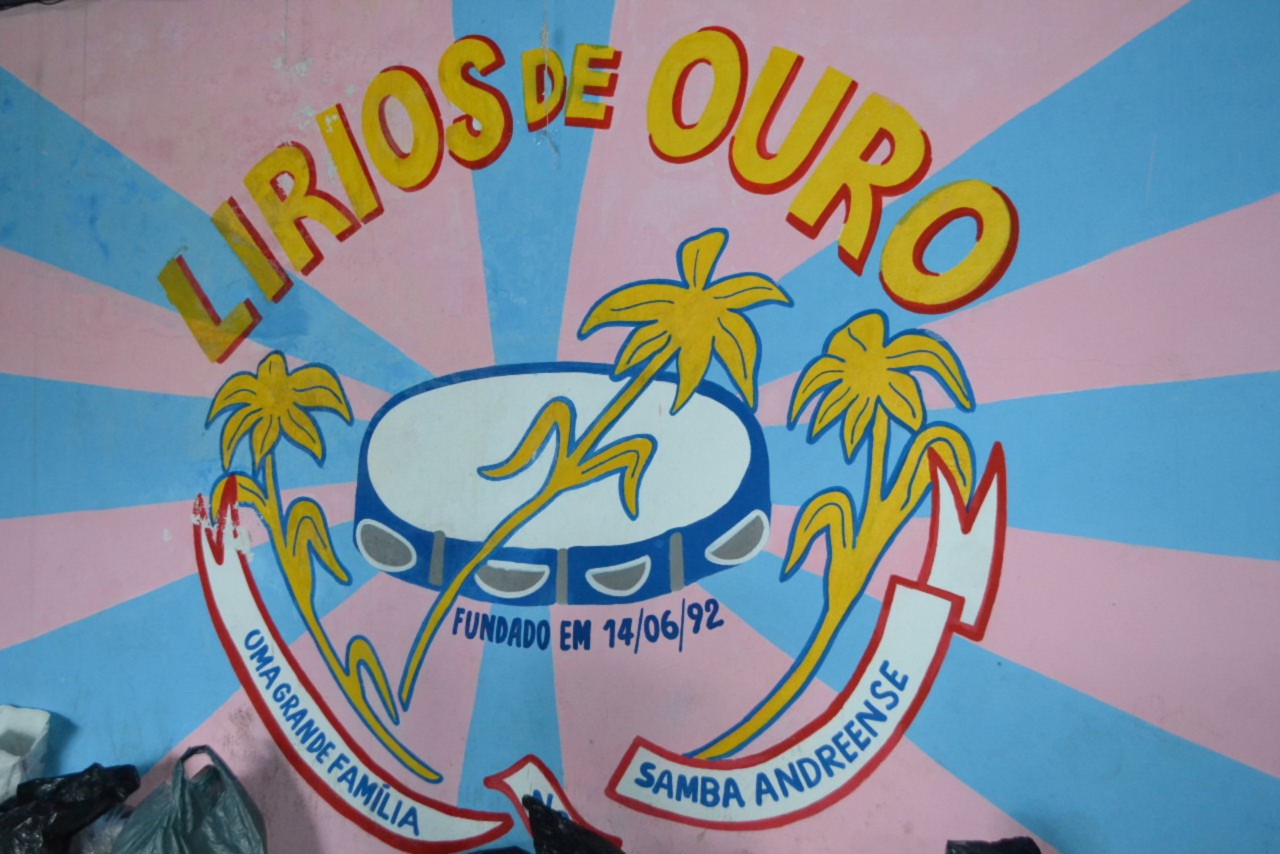 LIRIOS DE OURO
FUNDADO EM 14/06/92
UMA GRANDE FAMÍLIA
SAMBA ANDREENSE